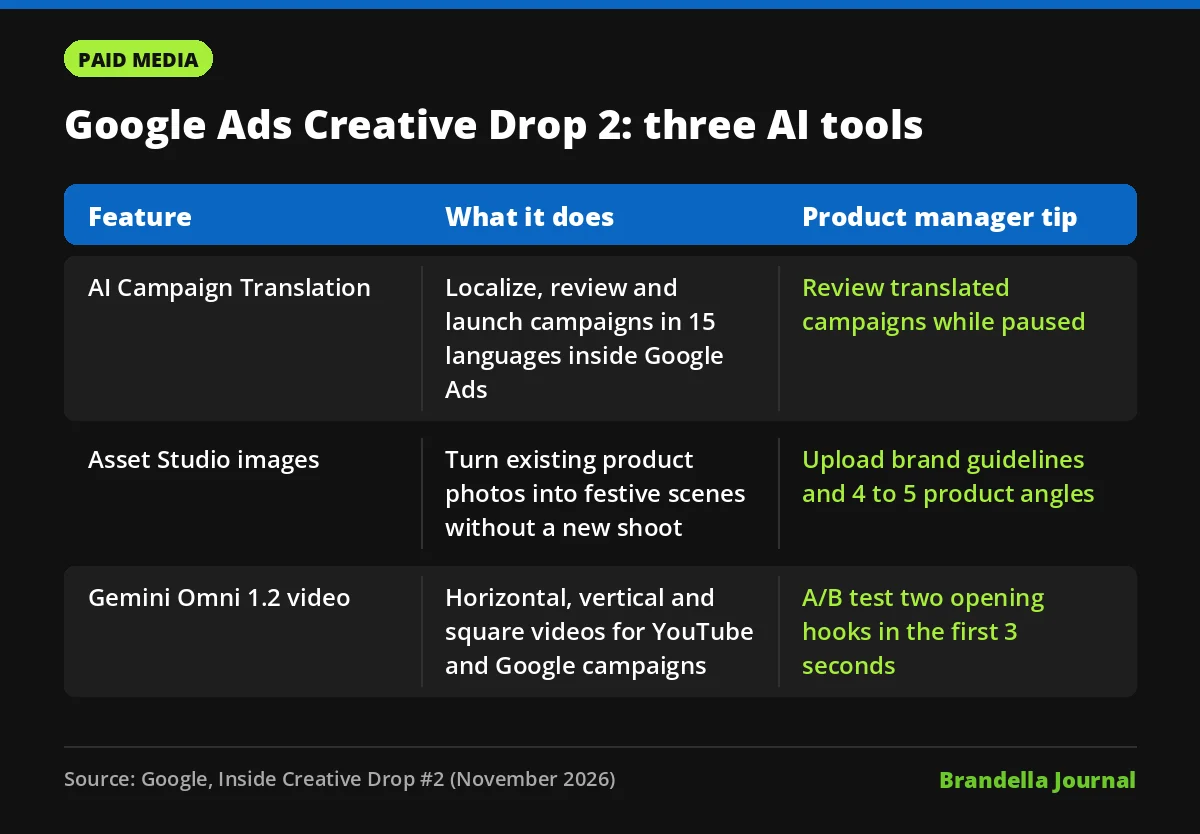 PAID MEDIA
Google Ads Creative Drop 2: three AI tools
Feature
What it does
Product manager tip
AI Campaign Translation
Localize, review and
launch campaigns in 15
languages inside Google
Ads
Review translated
campaigns while paused
Asset Studio images
Turn existing product
photos into festive scenes
without a new shoot
Upload brand guidelines
and 4 to 5 product angles
Gemini Omni 1.2 video
Horizontal, vertical and
square videos for YouTube
and Google campaigns
A/B test two opening
hooks in the first 3
seconds
Source: Google, Inside Creative Drop #2 (November 2026)
Brandella Journal